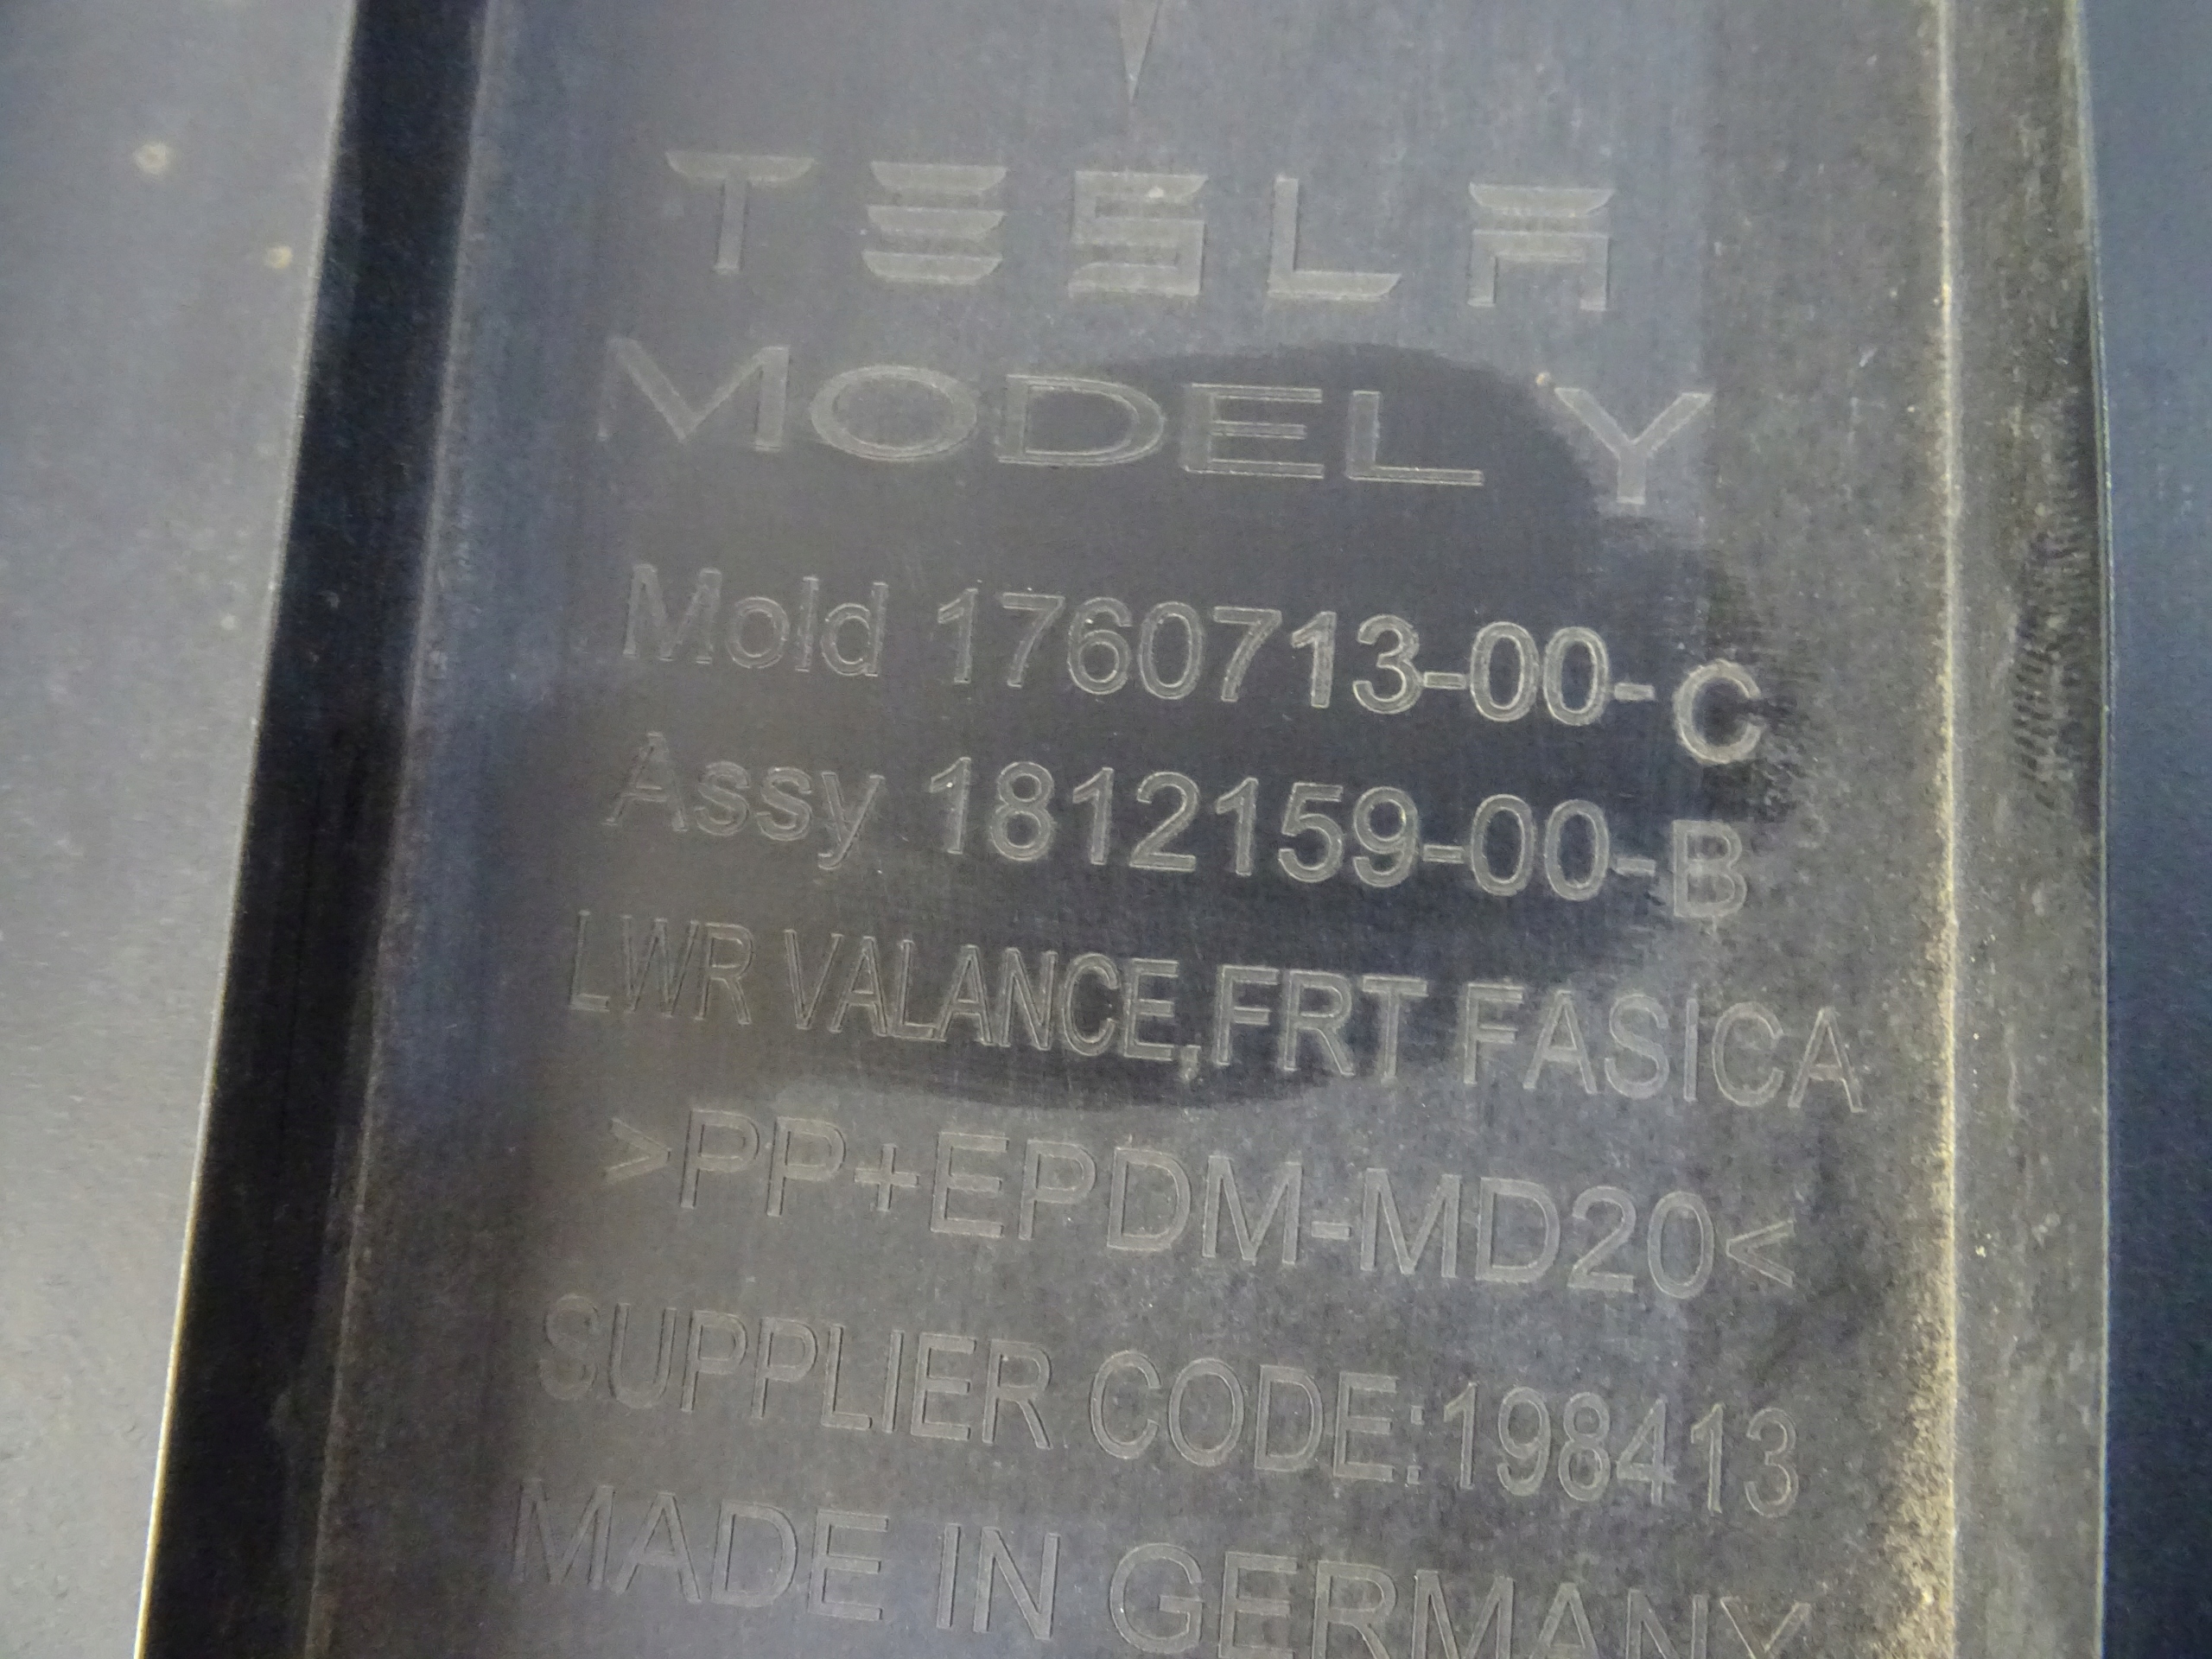 TESLA
MODEL Y
Mold 1760713-00-C
Assy 1812159-00-B
LWR VALANCE,FRT FASICA
>PP+EPDM-MD20<
SUPPLIER CODE:198413
MADE IN GERMANY